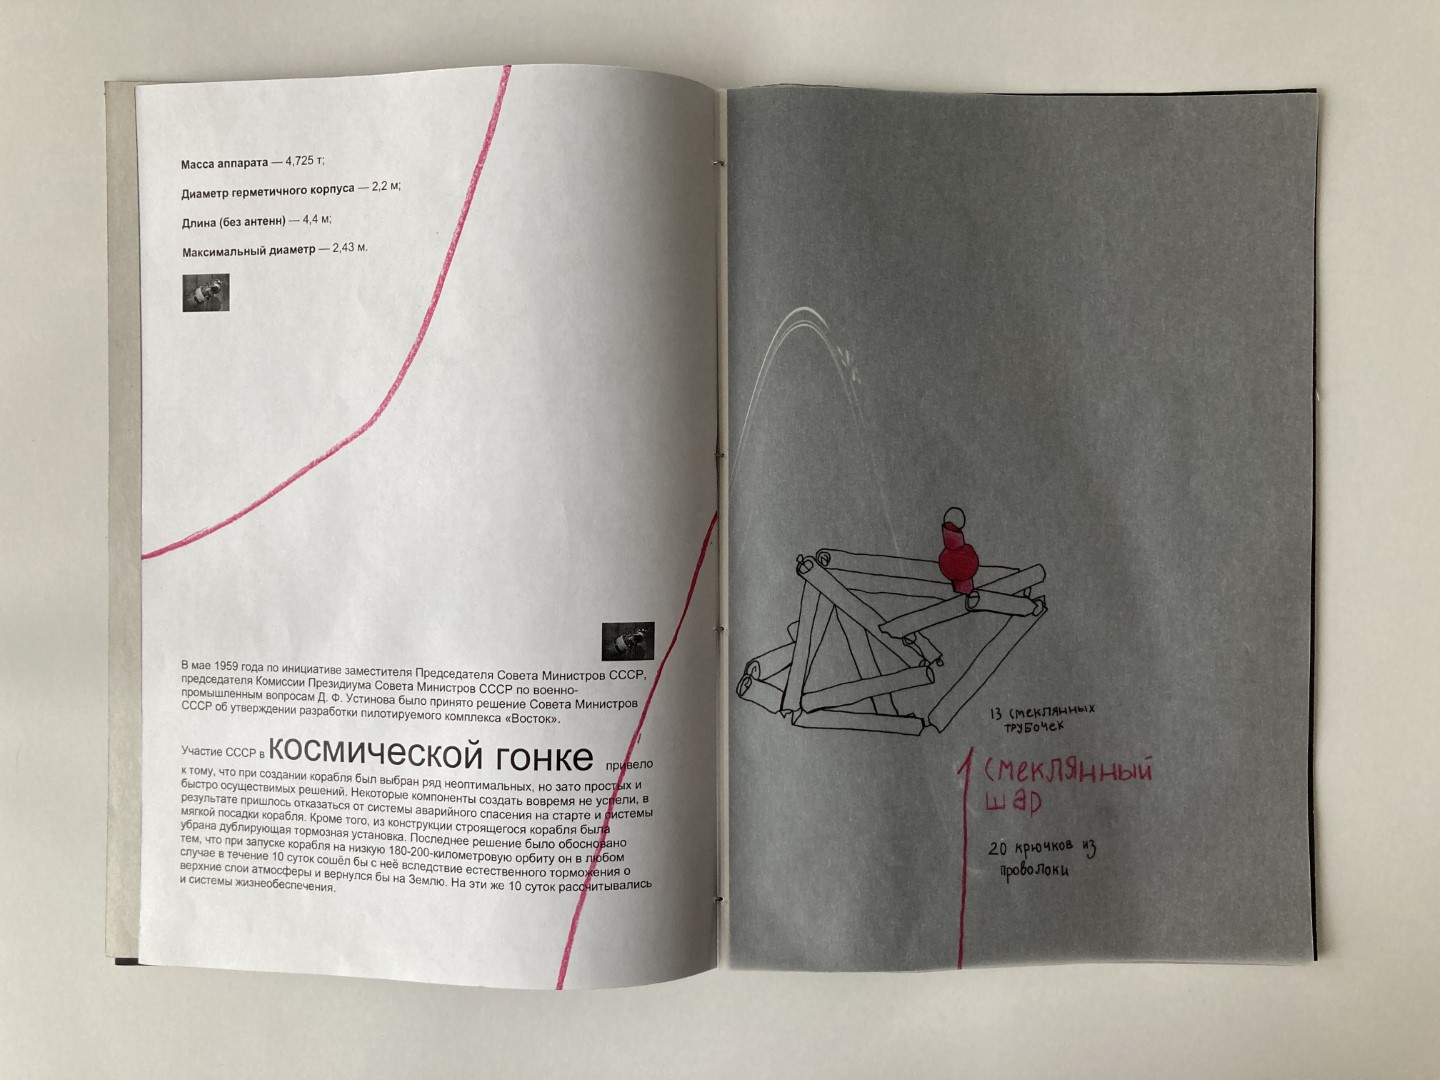 Масса аппарата — 4,725 т;
Диаметр герметичного корпуса — 2,2 м;
Длина (без антенн) — 4,4 м;
Максимальный диаметр — 2,43 м.
В мае 1959 года по инициативе заместителя Председателя Совета Министров СССР,
председателя Комиссии Президиума Совета Министров СССР по военно-
промышленным вопросам Д. Ф. Устинова было принято решение Совета Министров
СССР об утверждении разработки пилотируемого комплекса «Восток».
Участие СССР в космической гонке привело
к тому, что при создании корабля был выбран ряд неоптимальных, но зато простых и
быстро осуществимых решений. Некоторые компоненты создать вовремя не успели, в
результате пришлось отказаться от системы аварийного спасения на старте и системы
мягкой посадки корабля. Кроме того, из конструкции строящегося корабля была
убрана дублирующая тормозная установка. Последнее решение было обосновано
тем, что при запуске корабля на низкую 180-200-километровую орбиту он в любом
случае в течение 10 суток сошёл бы с неё вследствие естественного торможения о
верхние слои атмосферы и вернулся бы на Землю. На эти же 10 суток рассчитывались
и системы жизнеобеспечения.
13 смеклянных
трубочек
1 смеклянный
шар
20 крючков из
проволоки